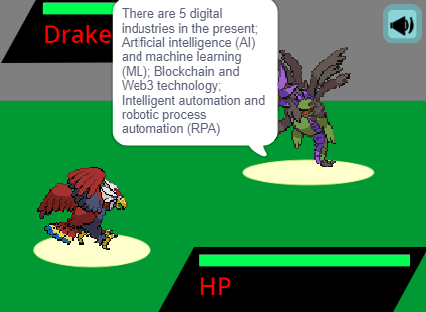 Drake
There are 5 digital
industries in the present;
Artificial intelligence (AI)
and machine learning
(ML); Blockchain and
Web3 technology;
Intelligent automation and
robotic process
automation (RPA)
HP